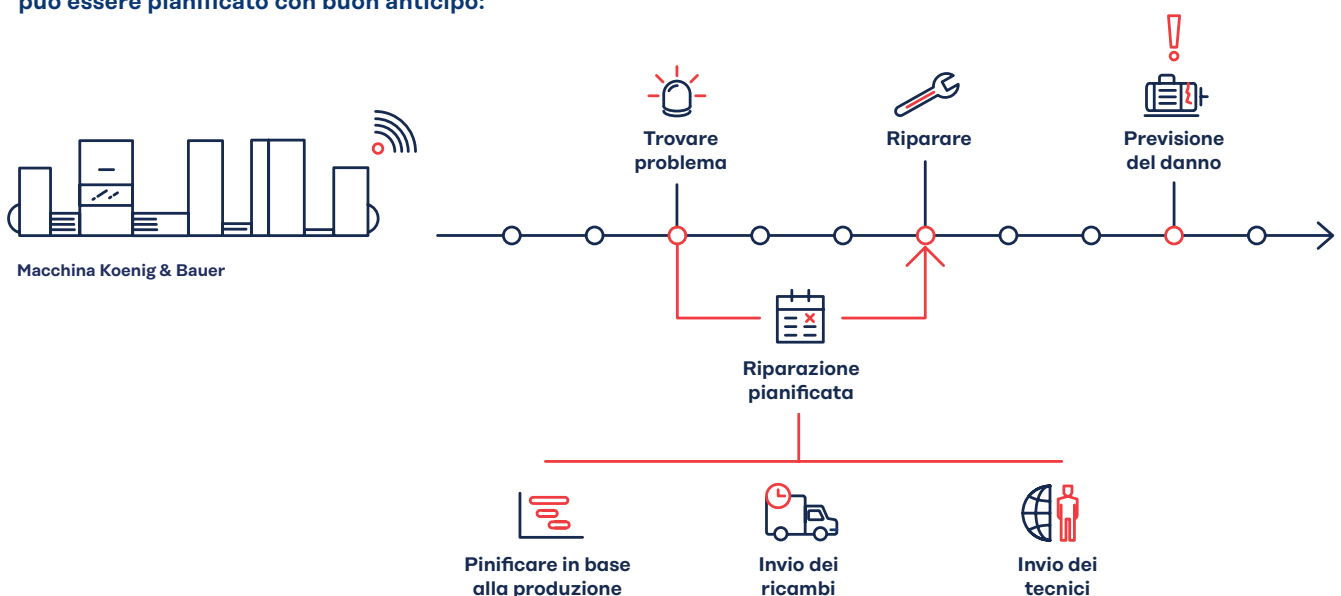 può essere pianificato con buon anticipo:
Trovare
problema
Riparare
Previsione
del danno
Macchina Koenig & Bauer
Riparazione
pianificata
Pinificare in base
alla produzione
Invio dei
ricambi
Invio dei
tecnici